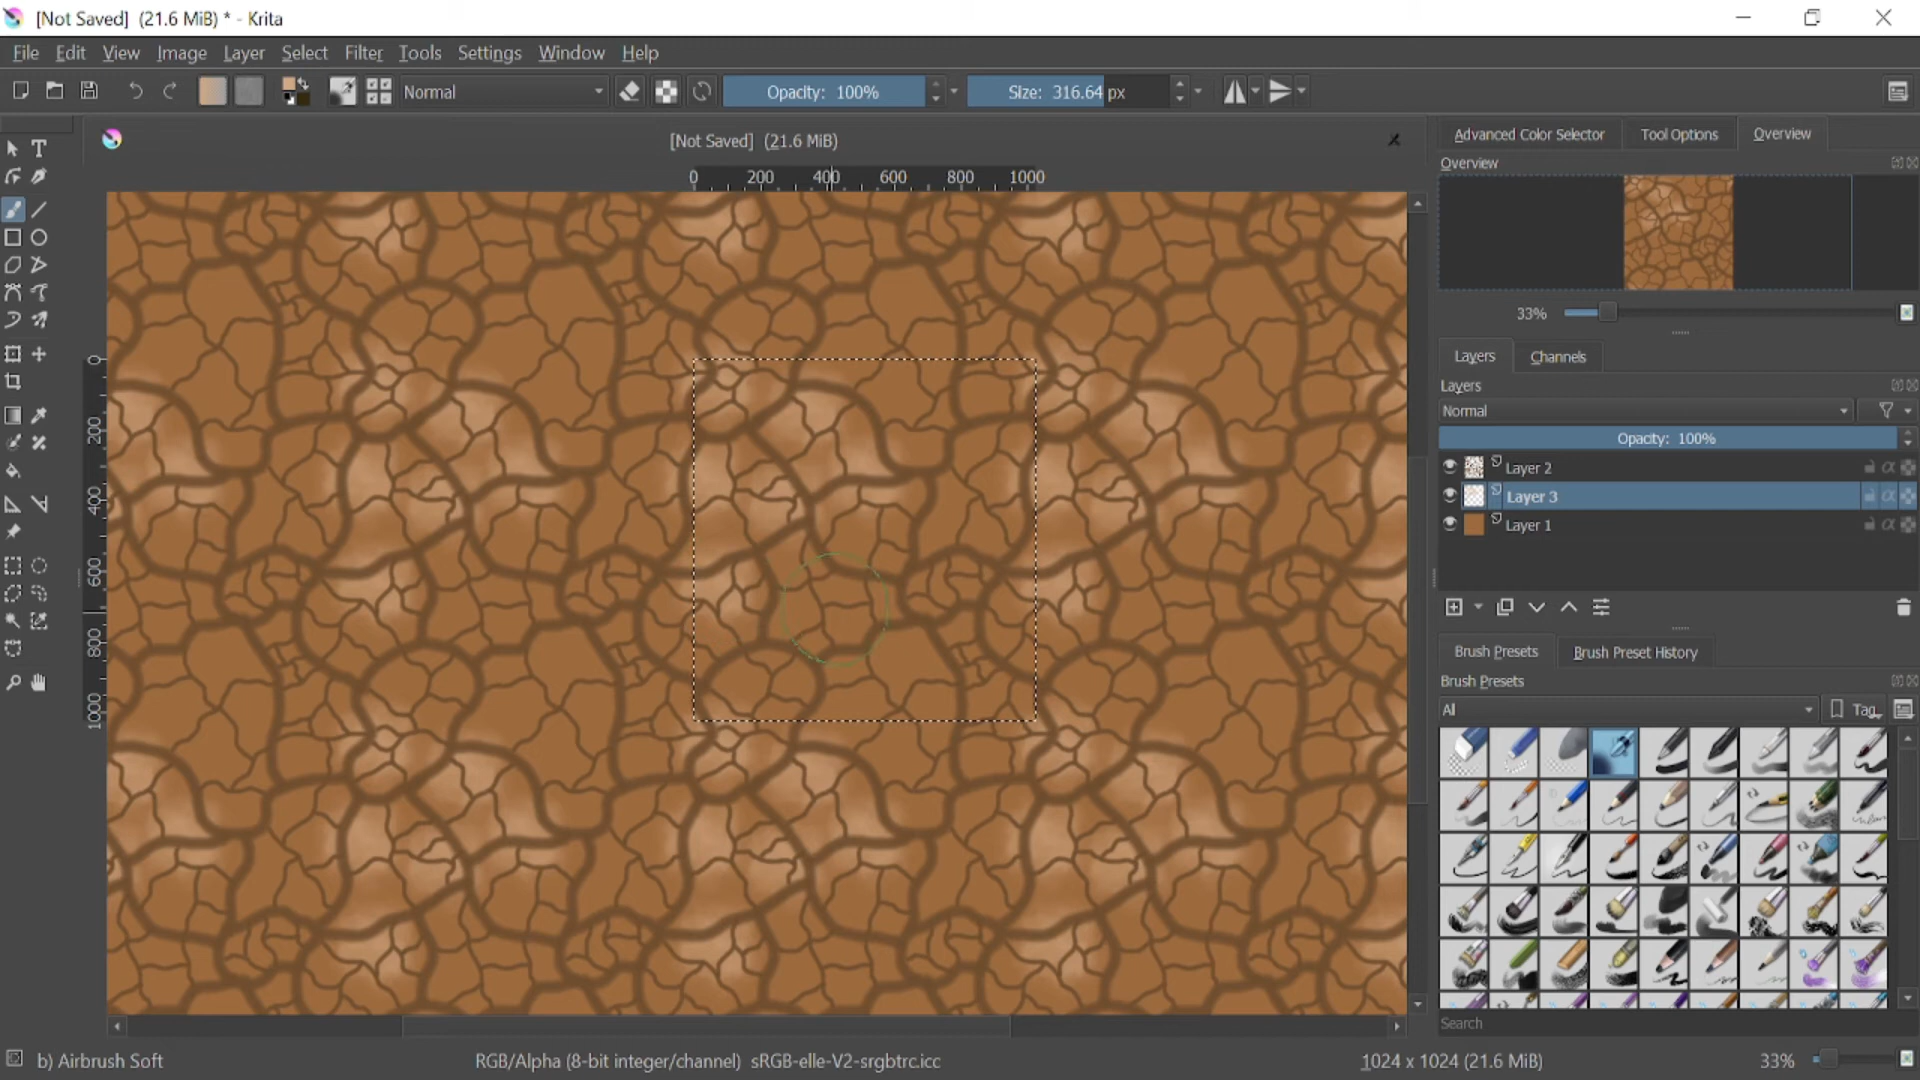 [Not Saved] (21.6 MiB) * - Krita
File Edit View Image Layer Select Filter Tools Settings Window Help
Normal Opacity: 100% Size: 316.64 px
[Not Saved] (21.6 MiB)
0 200 400 600 800 1000
0
200
400
600
800
1000
Advanced Color Selector Tool Options Overview
Overview
33%
Layers Channels
Layers
Normal
Opacity: 100%
Layer 2
Layer 3
Layer 1
Brush Presets Brush Preset History
Brush Presets
All Tag
Search
b) Airbrush Soft RGB/Alpha (8-bit integer/channel) sRGB-elle-V2-srgbtrc.icc 1024 x 1024 (21.6 MiB) 33%